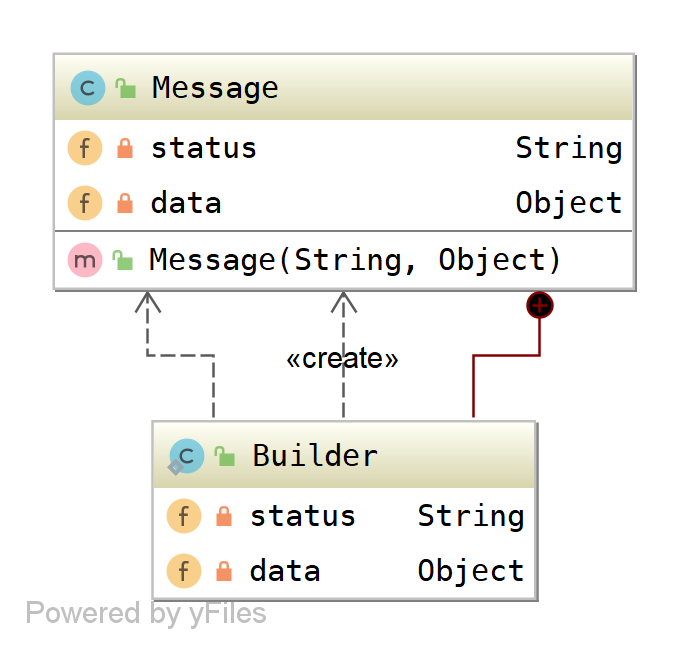 C Message
f status String
f data Object
m Message(String, Object)
«create»
C Builder
f status String
f data Object
Powered by yFiles